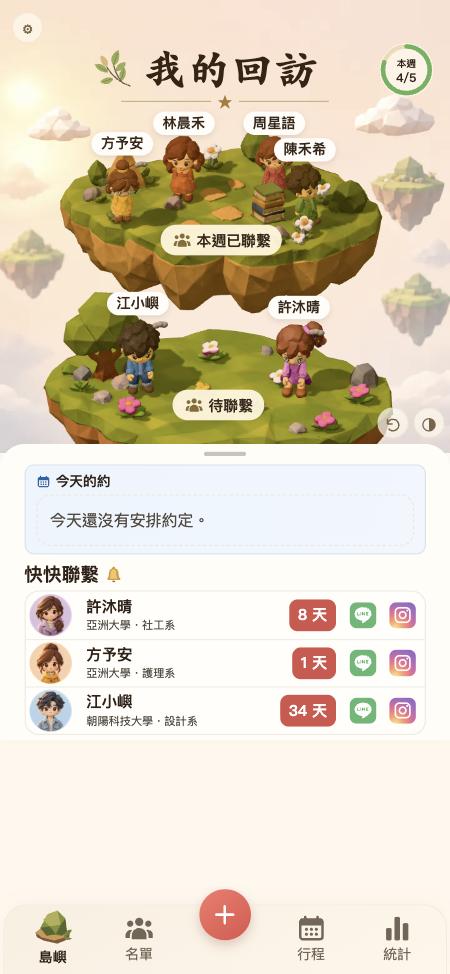 我的回訪
本週
4/5
林晨禾
周星語
方予安
陳禾希
本週已聯繫
江小嶼
許沐晴
待聯繫
今天的約
今天還沒有安排約定。
快快聯繫
許沐晴
亞洲大學・社工系
8 天
LINE
方予安
亞洲大學・護理系
1 天
LINE
江小嶼
朝陽科技大學・設計系
34 天
LINE
島嶼
名單
行程
統計